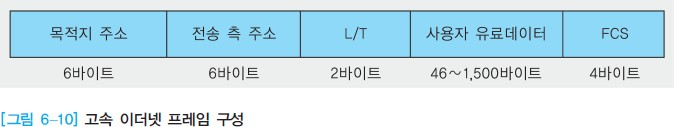 목적지 주소 전송 측 주소 L/T 사용자 유료데이터 FCS
6바이트 6바이트 2바이트 46~1,500바이트 4바이트
[그림 6-10] 고속 이더넷 프레임 구성